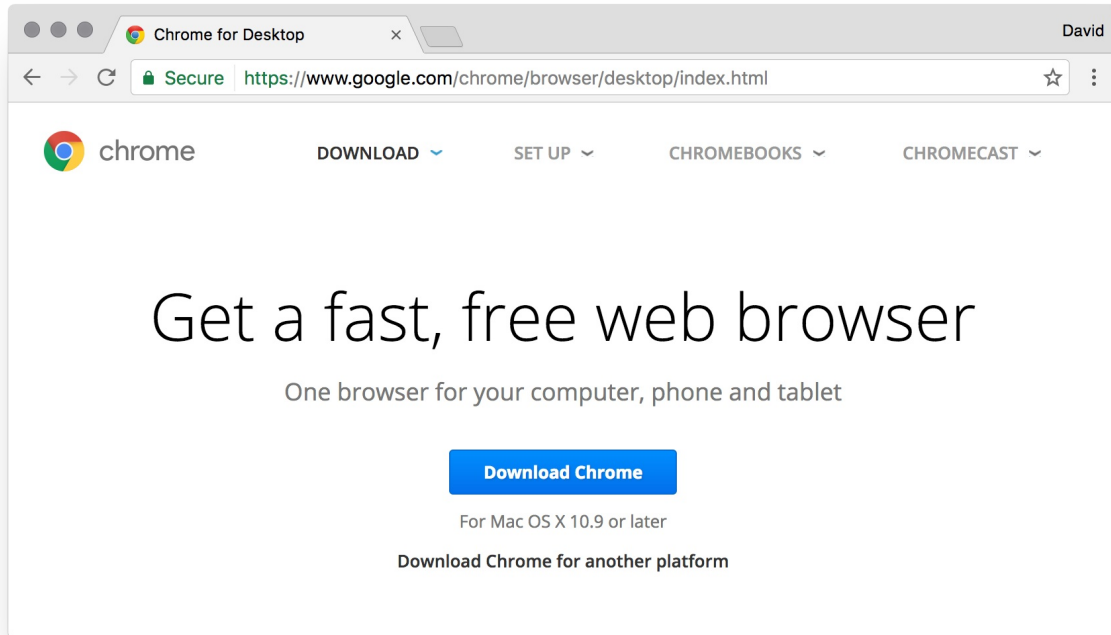 Chrome for Desktop
David
Secure https://www.google.com/chrome/browser/desktop/index.html
chrome DOWNLOAD SET UP CHROMEBOOKS CHROMECAST
Get a fast, free web browser
One browser for your computer, phone and tablet
Download Chrome
For Mac OS X 10.9 or later
Download Chrome for another platform